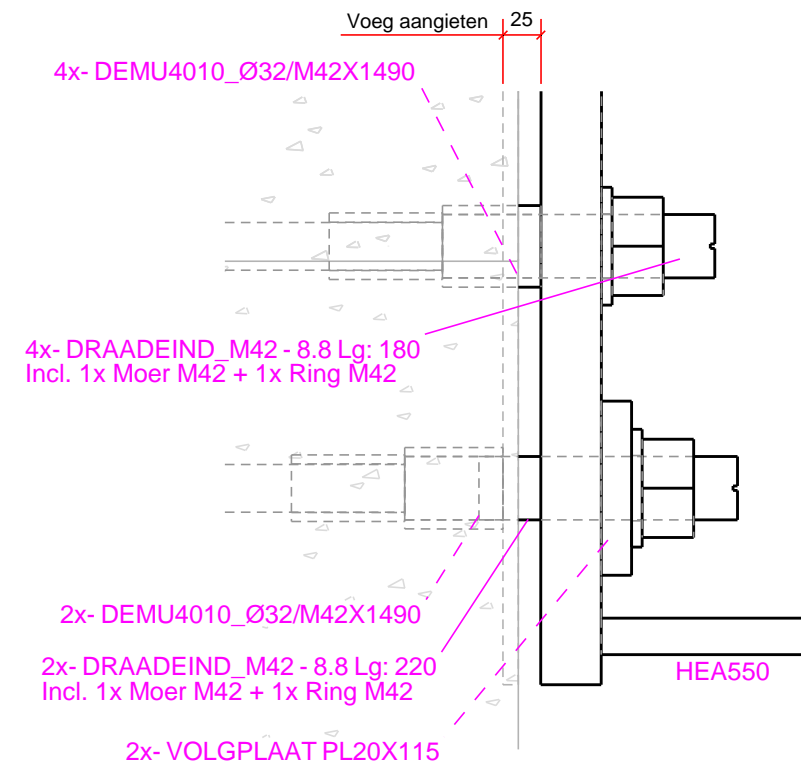 Voeg aangieten 25
4x- DEMU4010_Ø32/M42X1490
4x- DRAADEIND_M42 - 8.8 Lg: 180
Incl. 1x Moer M42 + 1x Ring M42
2x- DEMU4010_Ø32/M42X1490
2x- DRAADEIND_M42 - 8.8 Lg: 220
Incl. 1x Moer M42 + 1x Ring M42
HEA550
2x- VOLGPLAAT PL20X115